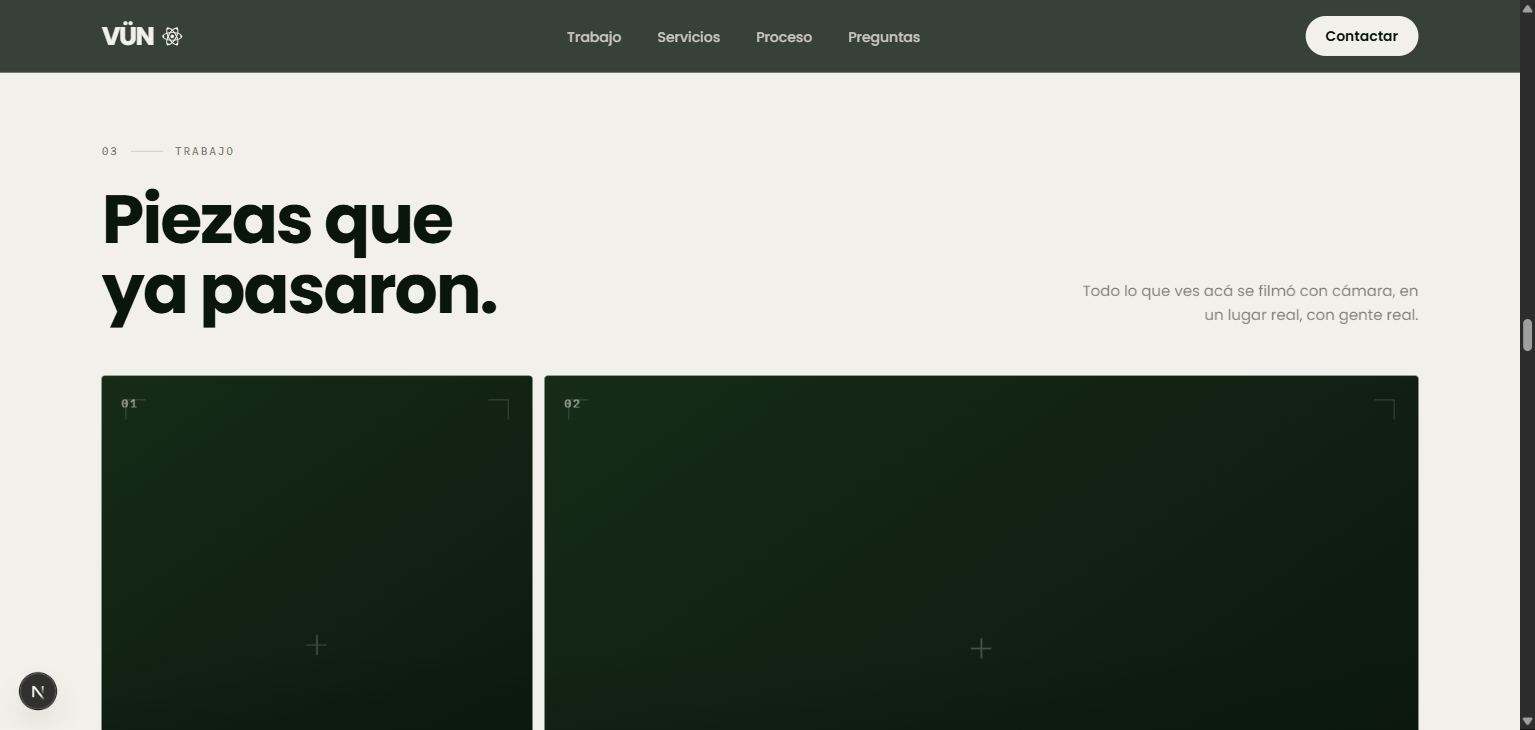 VÜN
Trabajo
Servicios
Proceso
Preguntas
Contactar
03
TRABAJO
Piezas que
ya pasaron.
Todo lo que ves acá se filmó con cámara, en
un lugar real, con gente real.
01
02
N